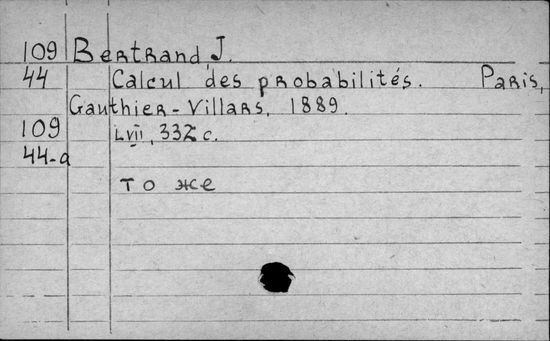 109 Bertrand, J.
44 Calcul des probabilités. Paris,
Gauthier-Villars, 1889.
109 LVII, 332 c.
44-а
то же